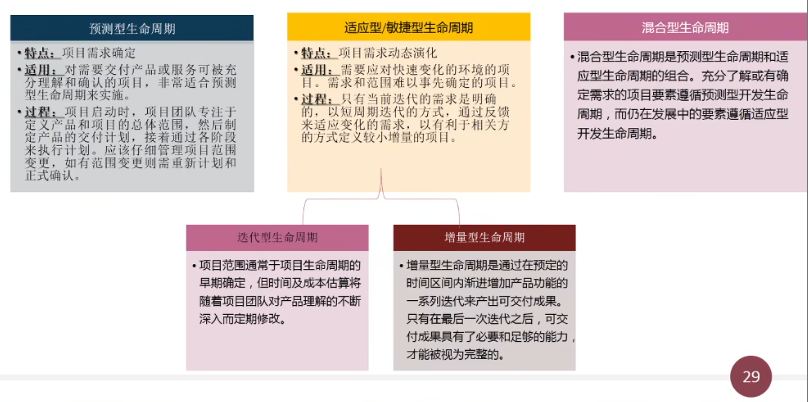 预测型生命周期
• 特点：项目需求确定
• 适用：对需要交付产品或服务可被充
分理解和确认的项目，非常适合预测
型生命周期来实施。
• 过程：项目启动时，项目团队专注于
定义产品和项目的总体范围，然后制
定产品的交付计划，接着通过各阶段
来执行计划。应该仔细管理项目范围
变更，如有范围变更则需重新计划和
正式确认。
适应型/敏捷型生命周期
• 特点：项目需求动态演化
• 适用：需要应对快速变化的环境的项
目。需求和范围难以事先确定的项目。
• 过程：只有当前迭代的需求是明确
的，以短周期迭代的方式，通过反馈
来适应变化的需求，以有利于相关方
的方式定义较小增量的项目。
混合型生命周期
• 混合型生命周期是预测型生命周期和适
应型生命周期的组合。充分了解或有确
定需求的项目要素遵循预测型开发生命
周期，而仍在发展中的要素遵循适应型
开发生命周期。
迭代型生命周期
• 项目范围通常于项目生命周期的
早期确定，但时间及成本估算将
随着项目团队对产品理解的不断
深入而定期修改。
增量型生命周期
• 增量型生命周期是通过在预定的
时间区间内渐进增加产品功能的
一系列迭代来产出可交付成果。
只有在最后一次迭代之后，可交
付成果具有了必要和足够的能力，
才能被视为完整的。
29